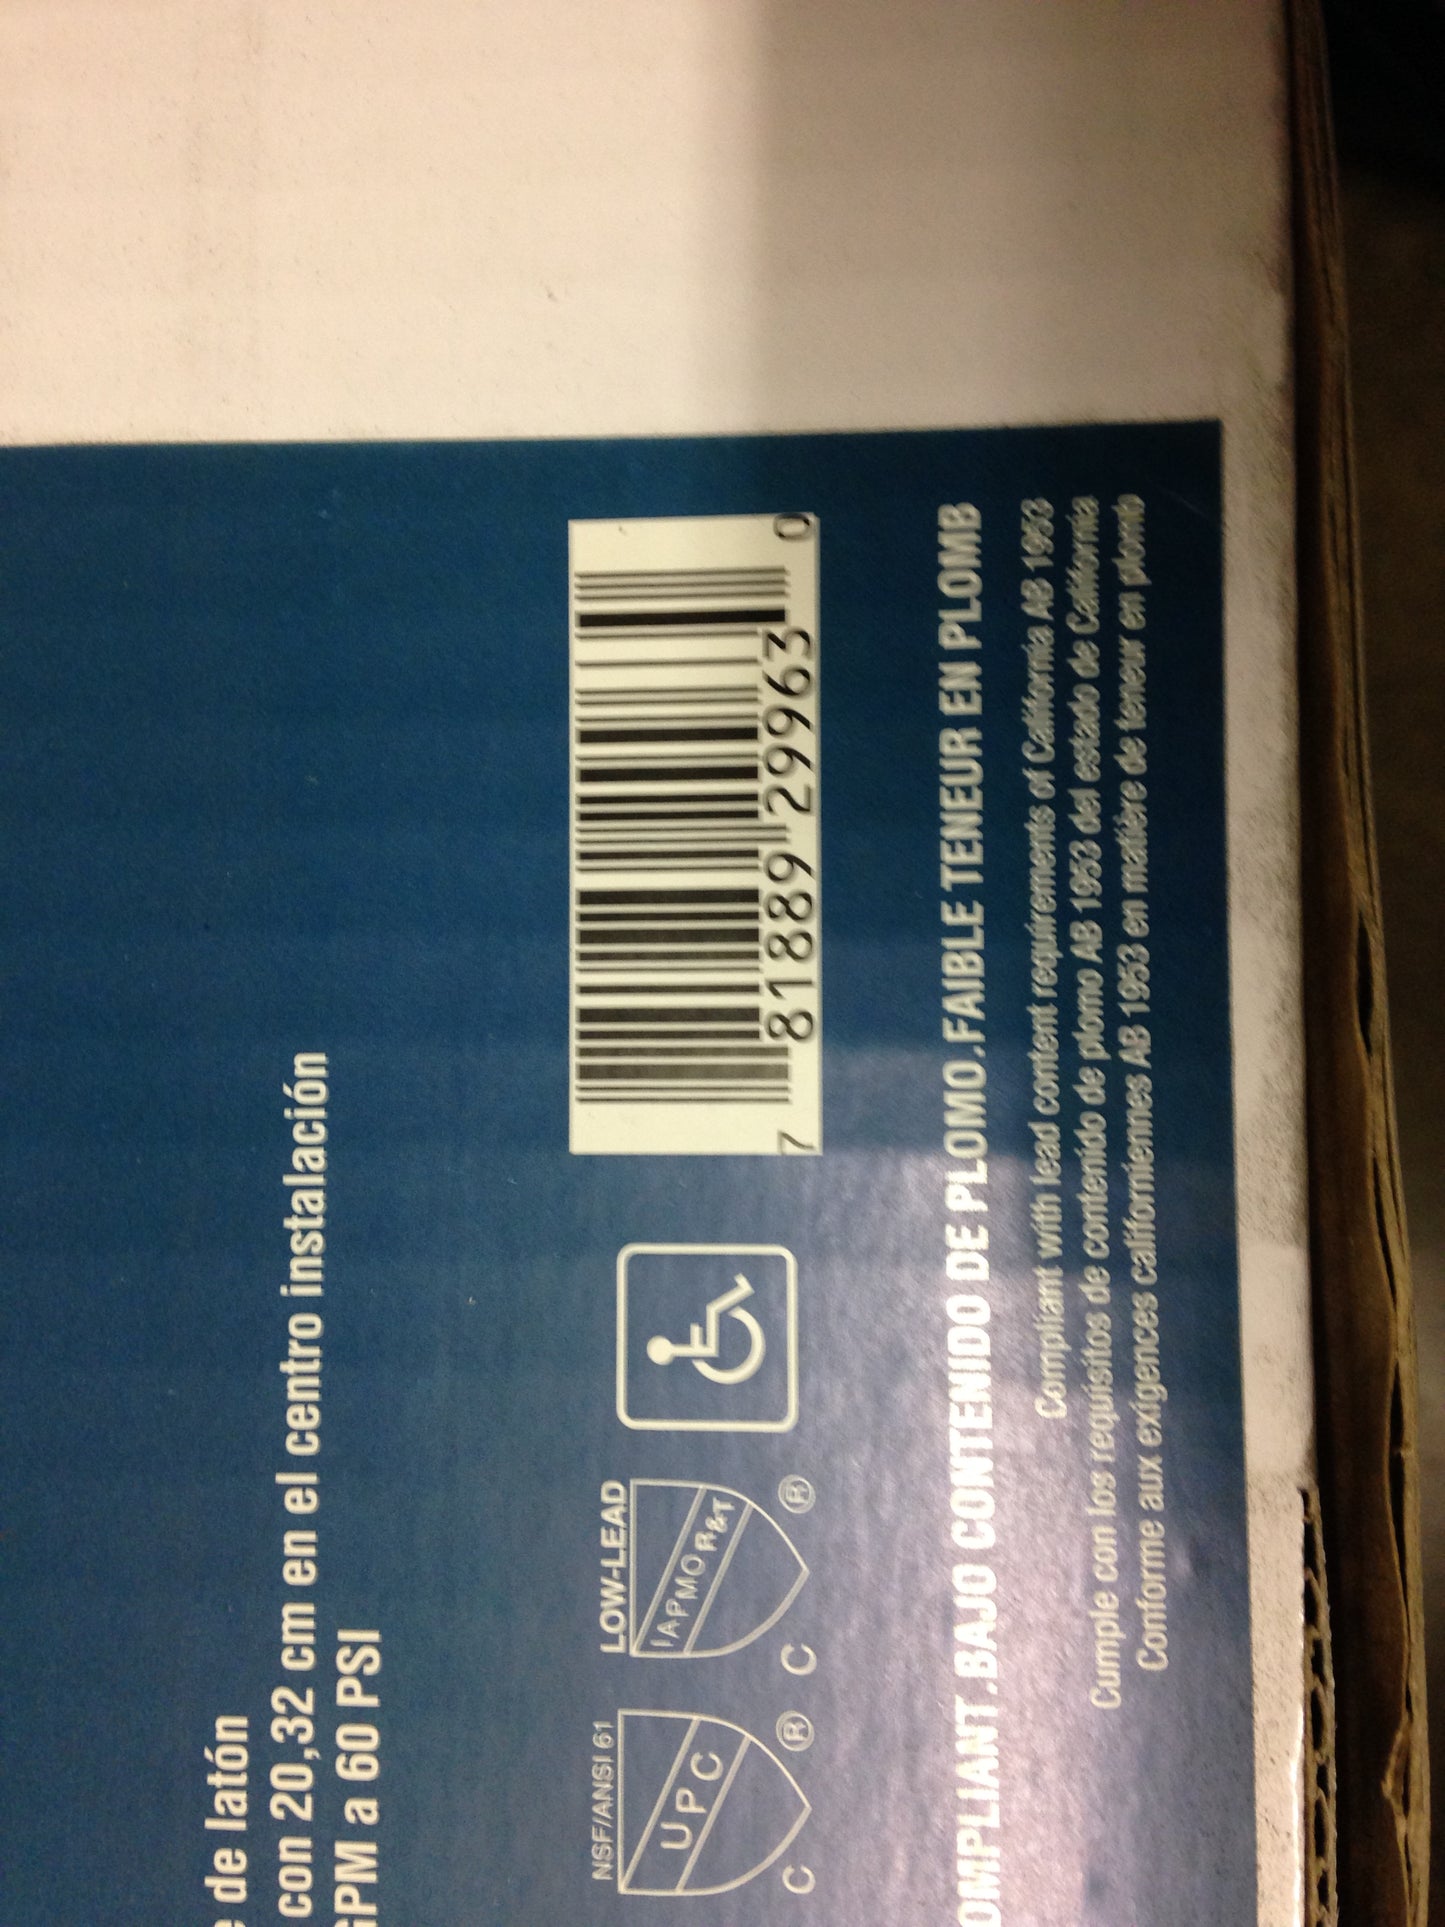 de latón
con 20,32 cm en el centro instalación
GPM a 60 PSI
NSF/ANSI 61
UPC
C ®
LOW-LEAD
IAPMO R&T
C ®
7 81889 29963 0
COMPLIANT.BAJO CONTENIDO DE PLOMO.FAIBLE TENEUR EN PLOMB
Compliant with lead content requirements of California AB 1953
Cumple con los requisitos de contenido de plomo AB 1953 del estado de California
Conforme aux exigences californiennes AB 1953 en matière de teneur en plomb